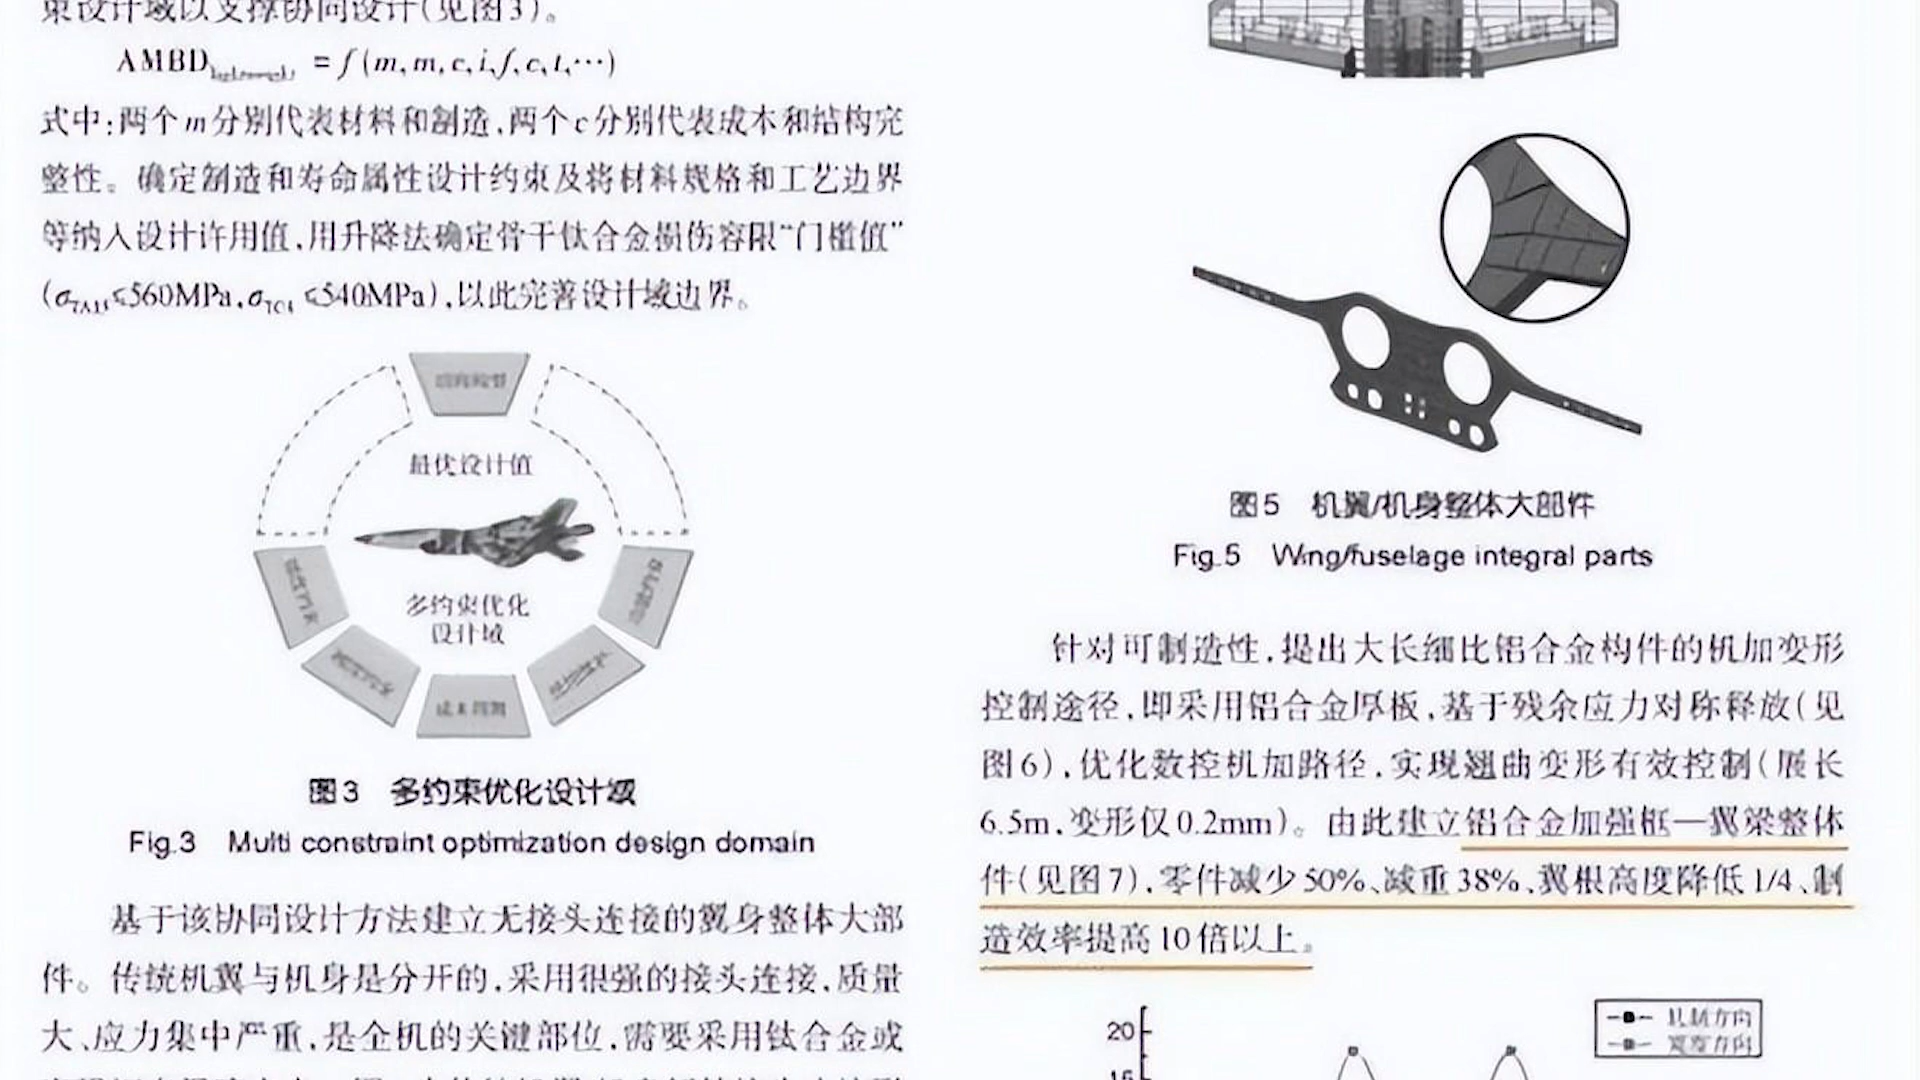 束设计域以支撑协同设计(见图3)。
AMBD = f(m,m,c,i,f,c,t,…)
式中:两个m分别代表材料和制造,两个c分别代表成本和结构完
整性。确定制造和寿命属性设计约束及将材料规格和工艺边界
等纳入设计许用值,用升降法确定骨干钛合金损伤容限“门槛值”
(σTA15≤560MPa,σTC4≤540MPa),以此完善设计域边界。
最优设计值
多约束优化
设计域
成本控制
图3 多约束优化设计域
Fig.3 Multi constraint optimization design domain
基于该协同设计方法建立无接头连接的翼身整体大部
件。传统机翼与机身是分开的,采用很强的接头连接,质量
大、应力集中严重,是全机的关键部位,需要采用钛合金或
图5 机翼/机身整体大部件
Fig.5 Wing/fuselage integral parts
针对可制造性,提出大长细比铝合金构件的机加变形
控制途径,即采用铝合金厚板,基于残余应力对称释放(见
图6),优化数控机加路径,实现翘曲变形有效控制(展长
6.5m,变形仅0.2mm)。由此建立铝合金加强框—翼梁整体
件(见图7),零件减少50%、减重38%、翼根高度降低1/4、制
造效率提高10倍以上。
20
15
宽度方向